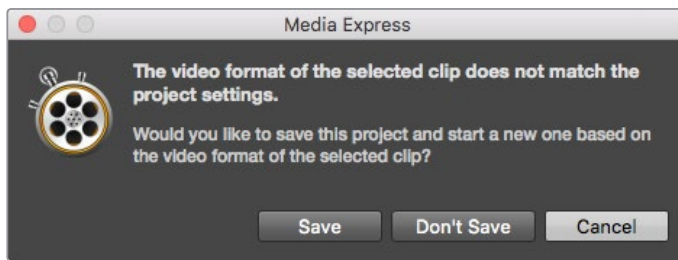 Media Express
The video format of the selected clip does not match the
project settings.
Would you like to save this project and start a new one based on
the video format of the selected clip?
Save
Don't Save
Cancel